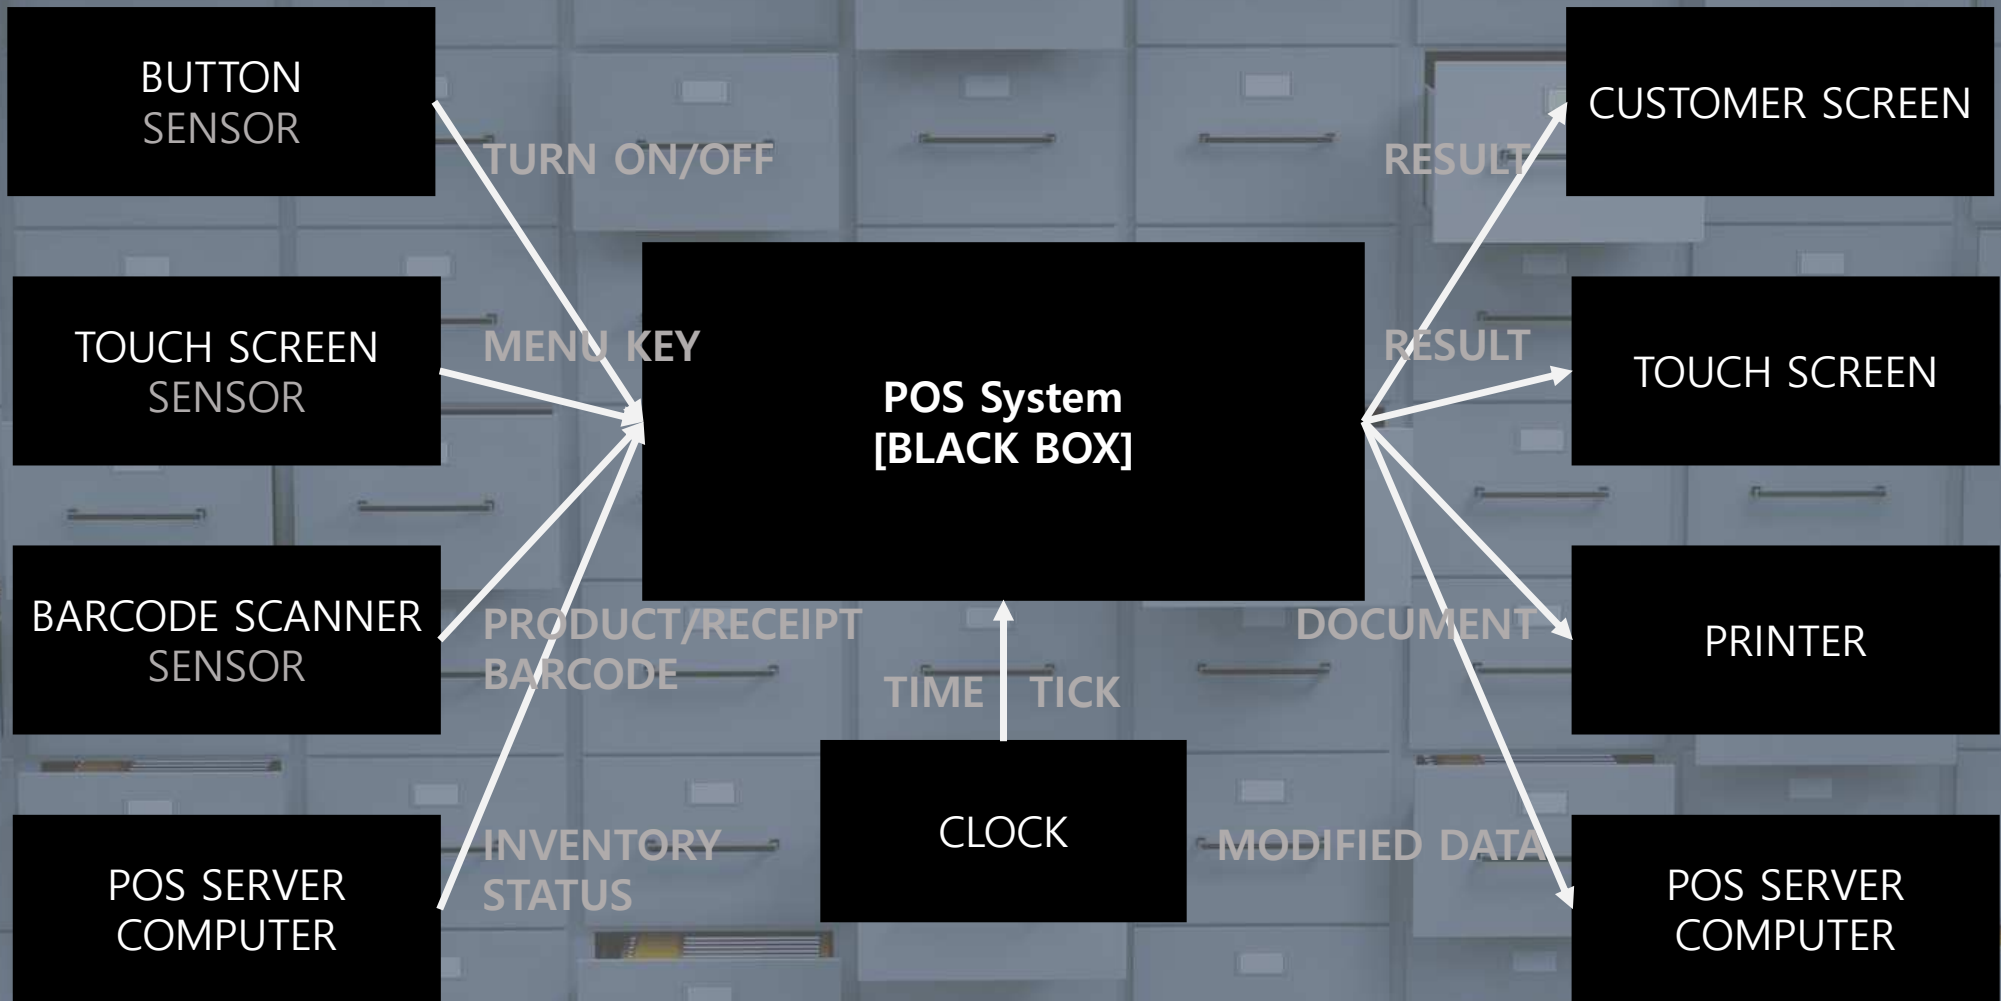 BUTTON
SENSOR
TURN ON/OFF
TOUCH SCREEN
SENSOR
MENU KEY
BARCODE SCANNER
SENSOR
PRODUCT/RECEIPT
BARCODE
POS SERVER
COMPUTER
INVENTORY
STATUS
POS System
[BLACK BOX]
TIME TICK
CLOCK
RESULT
CUSTOMER SCREEN
RESULT
TOUCH SCREEN
DOCUMENT
PRINTER
MODIFIED DATA
POS SERVER
COMPUTER